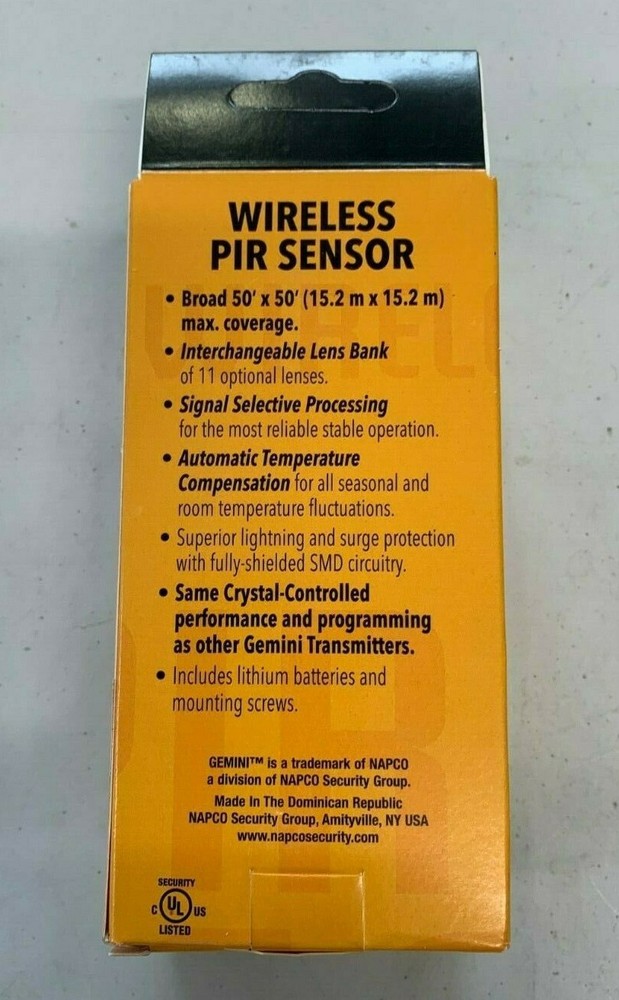 WIRELESS
PIR SENSOR
• Broad 50' x 50' (15.2 m x 15.2 m)
max. coverage.
• Interchangeable Lens Bank
of 11 optional lenses.
• Signal Selective Processing
for the most reliable stable operation.
• Automatic Temperature
Compensation for all seasonal and
room temperature fluctuations.
• Superior lightning and surge protection
with fully-shielded SMD circuitry.
• Same Crystal-Controlled
performance and programming
as other Gemini Transmitters.
• Includes lithium batteries and
mounting screws.
GEMINI™ is a trademark of NAPCO
a division of NAPCO Security Group.
Made In The Dominican Republic
NAPCO Security Group, Amityville, NY USA
www.napcosecurity.com
SECURITY
C UL US
LISTED